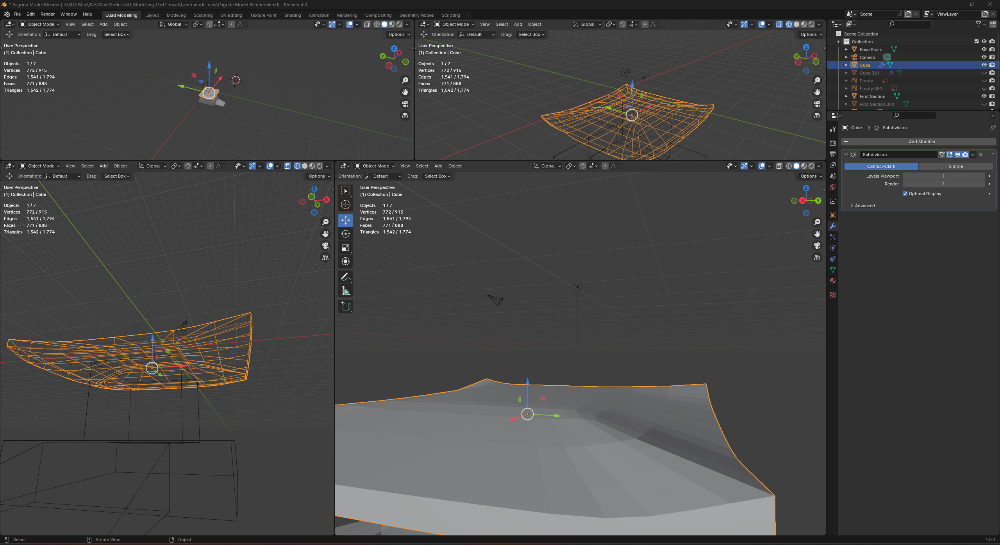 * Pagoda Model Blender [D:\3DS Max\3DS Max Models\3D_Modelling_Port1-main\Lamp model new\Pagoda Model Blender.blend] - Blender 4.0
File Edit Render Window Help Quad Modelling Layout Modeling Sculpting UV Editing Texture Paint Shading Animation Rendering Compositing Geometry Nodes Scripting + Scene ViewLayer
Object Mode View Select Add Object Global
Orientation: Default Drag: Select Box Options
User Perspective
(1) Collection | Cube
Objects 1 / 7
Vertices 772 / 915
Edges 1,541 / 1,794
Faces 771 / 888
Triangles 1,542 / 1,774
Z
X
Y
Object Mode View Select Add Object Global
Orientation: Default Drag: Select Box Options
User Perspective
(1) Collection | Cube
Objects 1 / 7
Vertices 772 / 915
Edges 1,541 / 1,794
Faces 771 / 888
Triangles 1,542 / 1,774
Z
X
Y
Object Mode View Select Add Object Global
Orientation: Default Drag: Select Box Options
User Perspective
(1) Collection | Cube
Objects 1 / 7
Vertices 772 / 915
Edges 1,541 / 1,794
Faces 771 / 888
Triangles 1,542 / 1,774
Z
X
Y
Object Mode View Select Add Object Global
Orientation: Default Drag: Select Box Options
User Perspective
(1) Collection | Cube
Objects 1 / 7
Vertices 772 / 915
Edges 1,541 / 1,794
Faces 771 / 888
Triangles 1,542 / 1,774
Z
X Y
Scene Collection
Collection
Base Stairs
Camera
Cube
Cube.001
Empty
Empty.001
First Section
First Section.001
Cube > Subdivision
+ Add Modifier
Subdivision
Catmull-Clark Simple
Levels Viewport 1
Render 1
Optimal Display
Advanced
Select Rotate View Object 4.0.1